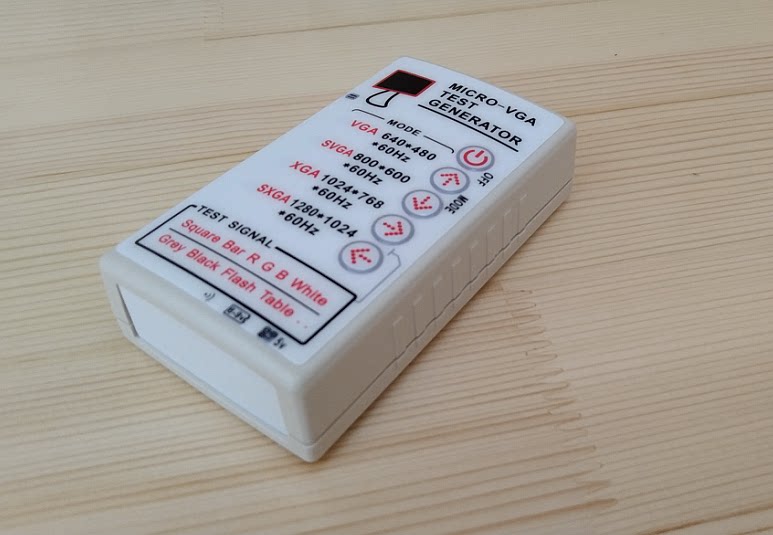 MICRO-VGA
TEST
GENERATOR
MODE
VGA 640*480
*60Hz
SVGA 800*600
*60Hz
XGA 1024*768
*60Hz
SXGA 1280*1024
*60Hz
OFF
MODE
TEST SIGNAL
Square Bar R G B White
Grey Black Flash Table . .
5v